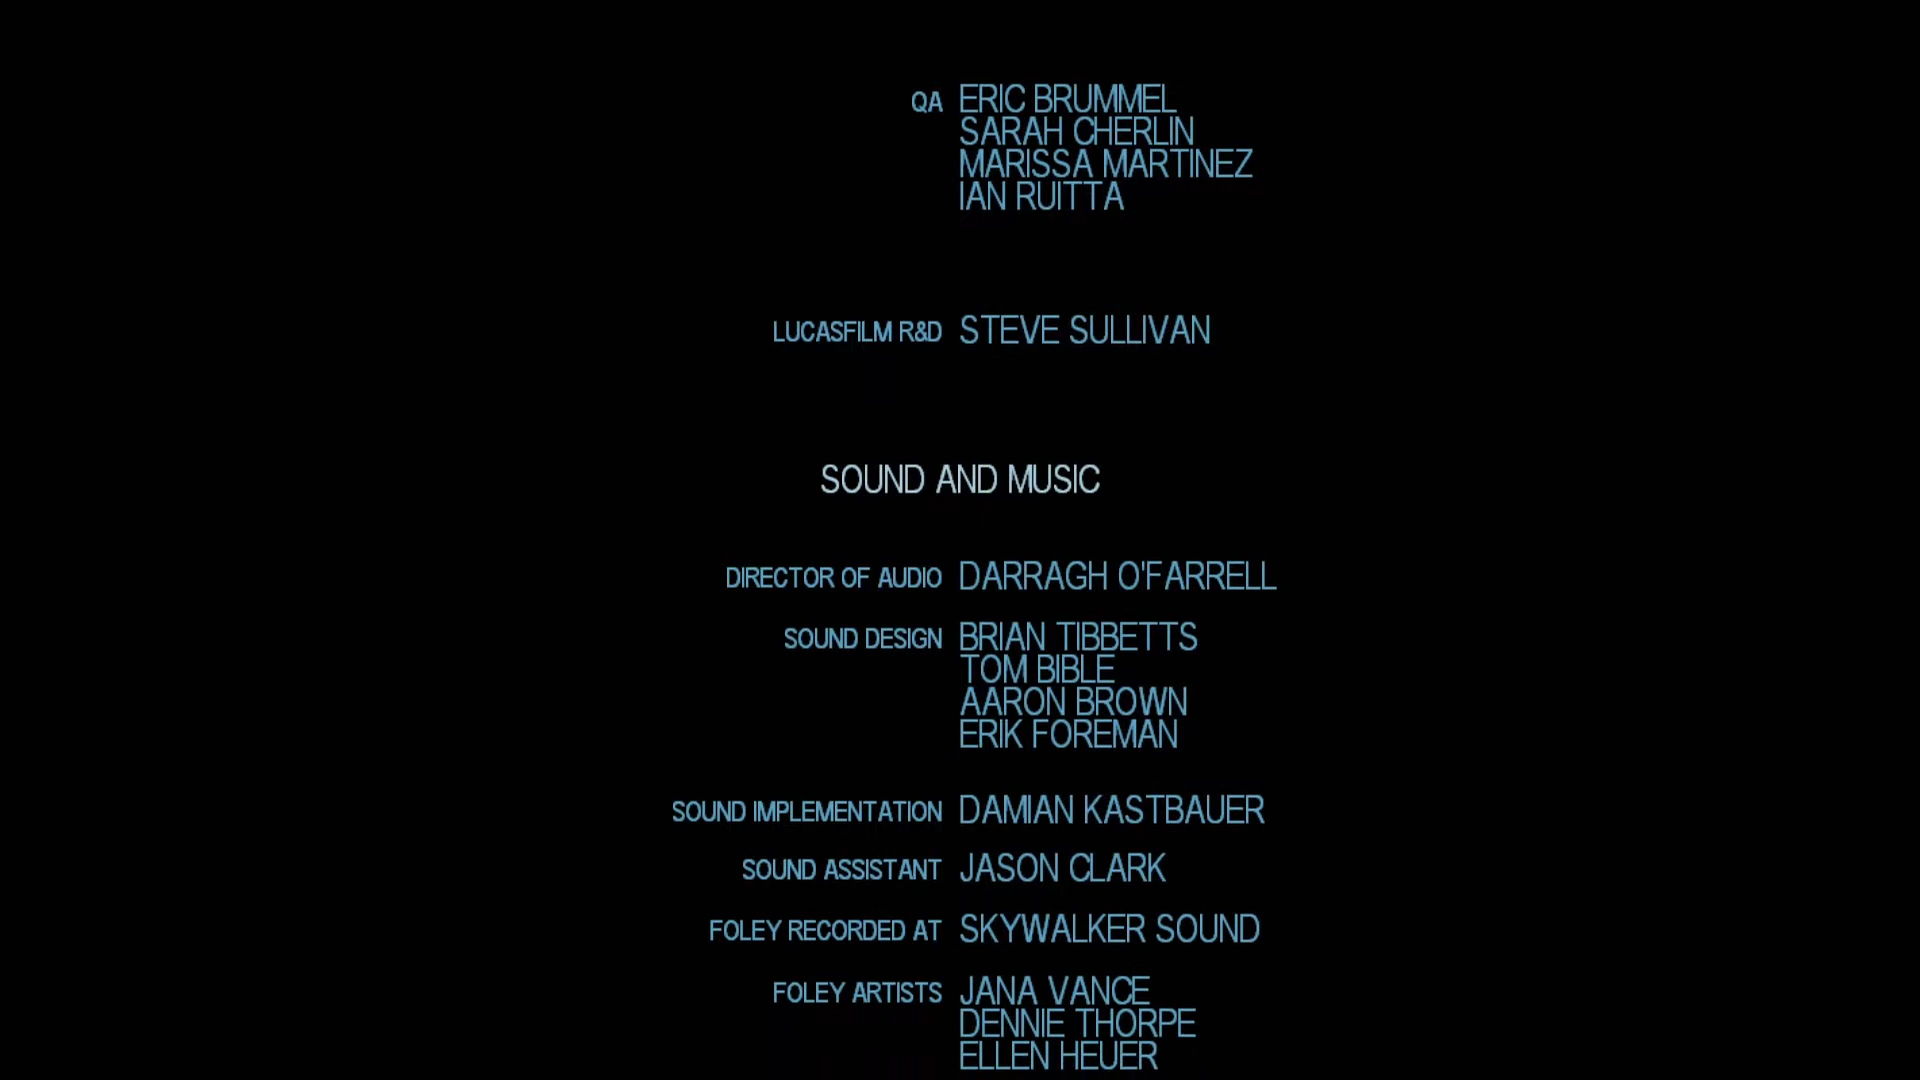 QA ERIC BRUMMEL
SARAH CHERLIN
MARISSA MARTINEZ
IAN RUITTA
LUCASFILM R&D STEVE SULLIVAN
SOUND AND MUSIC
DIRECTOR OF AUDIO DARRAGH O'FARRELL
SOUND DESIGN BRIAN TIBBETTS
TOM BIBLE
AARON BROWN
ERIK FOREMAN
SOUND IMPLEMENTATION DAMIAN KASTBAUER
SOUND ASSISTANT JASON CLARK
FOLEY RECORDED AT SKYWALKER SOUND
FOLEY ARTISTS JANA VANCE
DENNIE THORPE
ELLEN HEUER